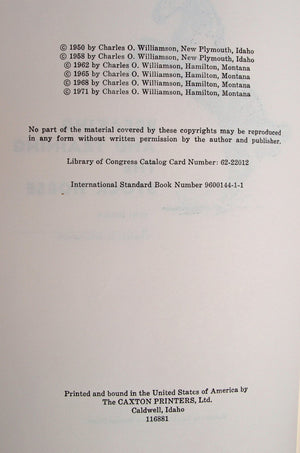 © 1950 by Charles O. Williamson, New Plymouth, Idaho
© 1958 by Charles O. Williamson, New Plymouth, Idaho
© 1962 by Charles O. Williamson, Hamilton, Montana
© 1965 by Charles O. Williamson, Hamilton, Montana
© 1968 by Charles O. Williamson, Hamilton, Montana
© 1971 by Charles O. Williamson, Hamilton, Montana
No part of the material covered by these copyrights may be reproduced
in any form without written permission by the author and publisher.
Library of Congress Catalog Card Number: 62-22012
International Standard Book Number 9600144-1-1
Printed and bound in the United States of America by
The CAXTON PRINTERS, Ltd.
Caldwell, Idaho
116881